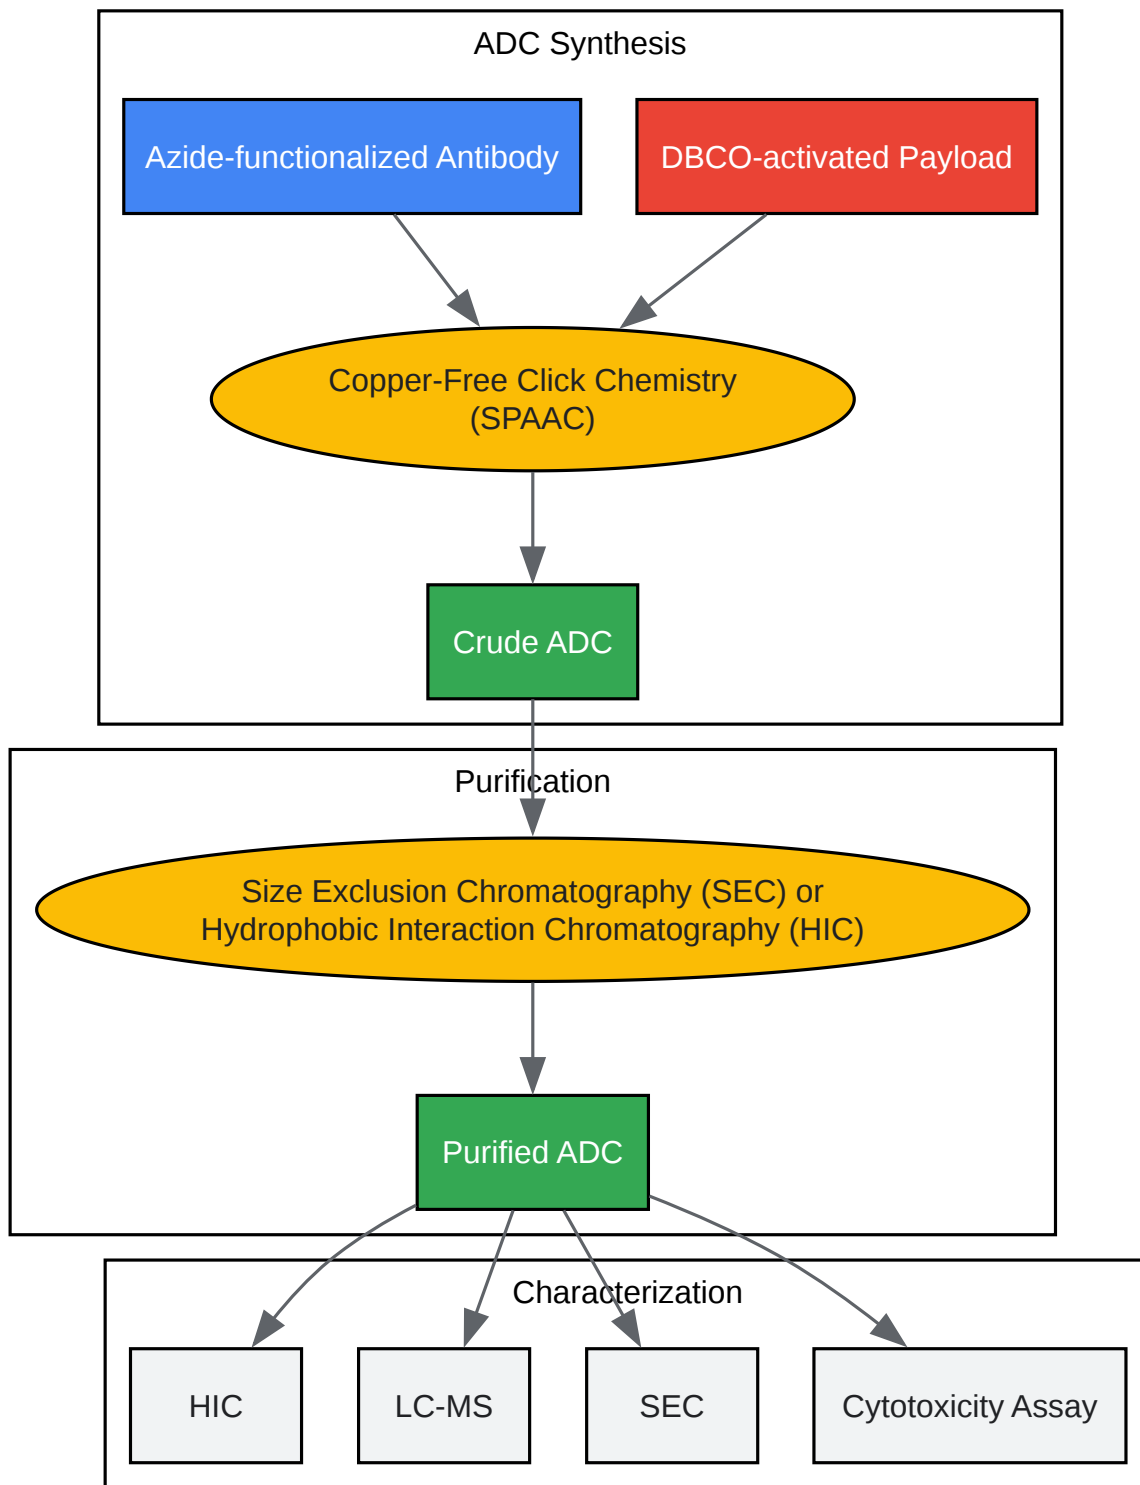 ADC Synthesis
Azide-functionalized Antibody
DBCO-activated Payload
Copper-Free Click Chemistry
(SPAAC)
Crude ADC
Purification
Size Exclusion Chromatography (SEC) or
Hydrophobic Interaction Chromatography (HIC)
Purified ADC
Characterization
HIC
LC-MS
SEC
Cytotoxicity Assay